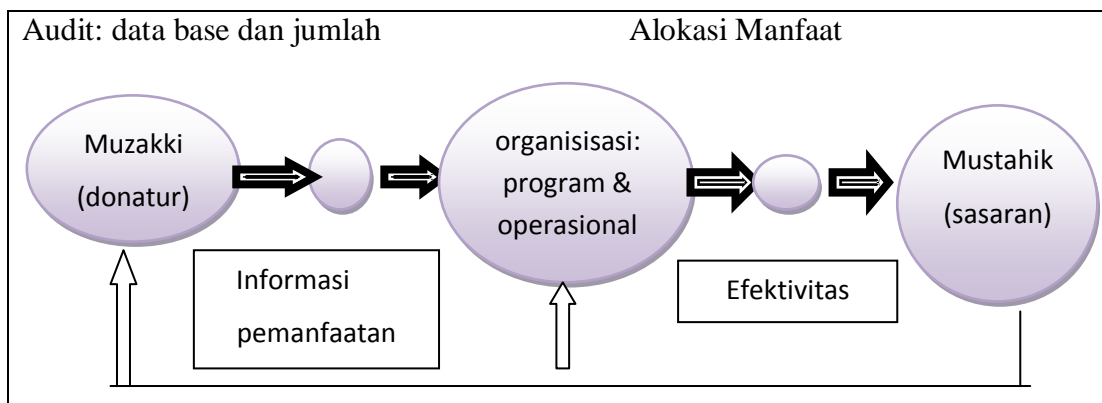 Audit: data base dan jumlah
Alokasi Manfaat
Muzakki
(donatur)
organisisasi:
program &
operasional
Mustahik
(sasaran)
Informasi
pemanfaatan
Efektivitas